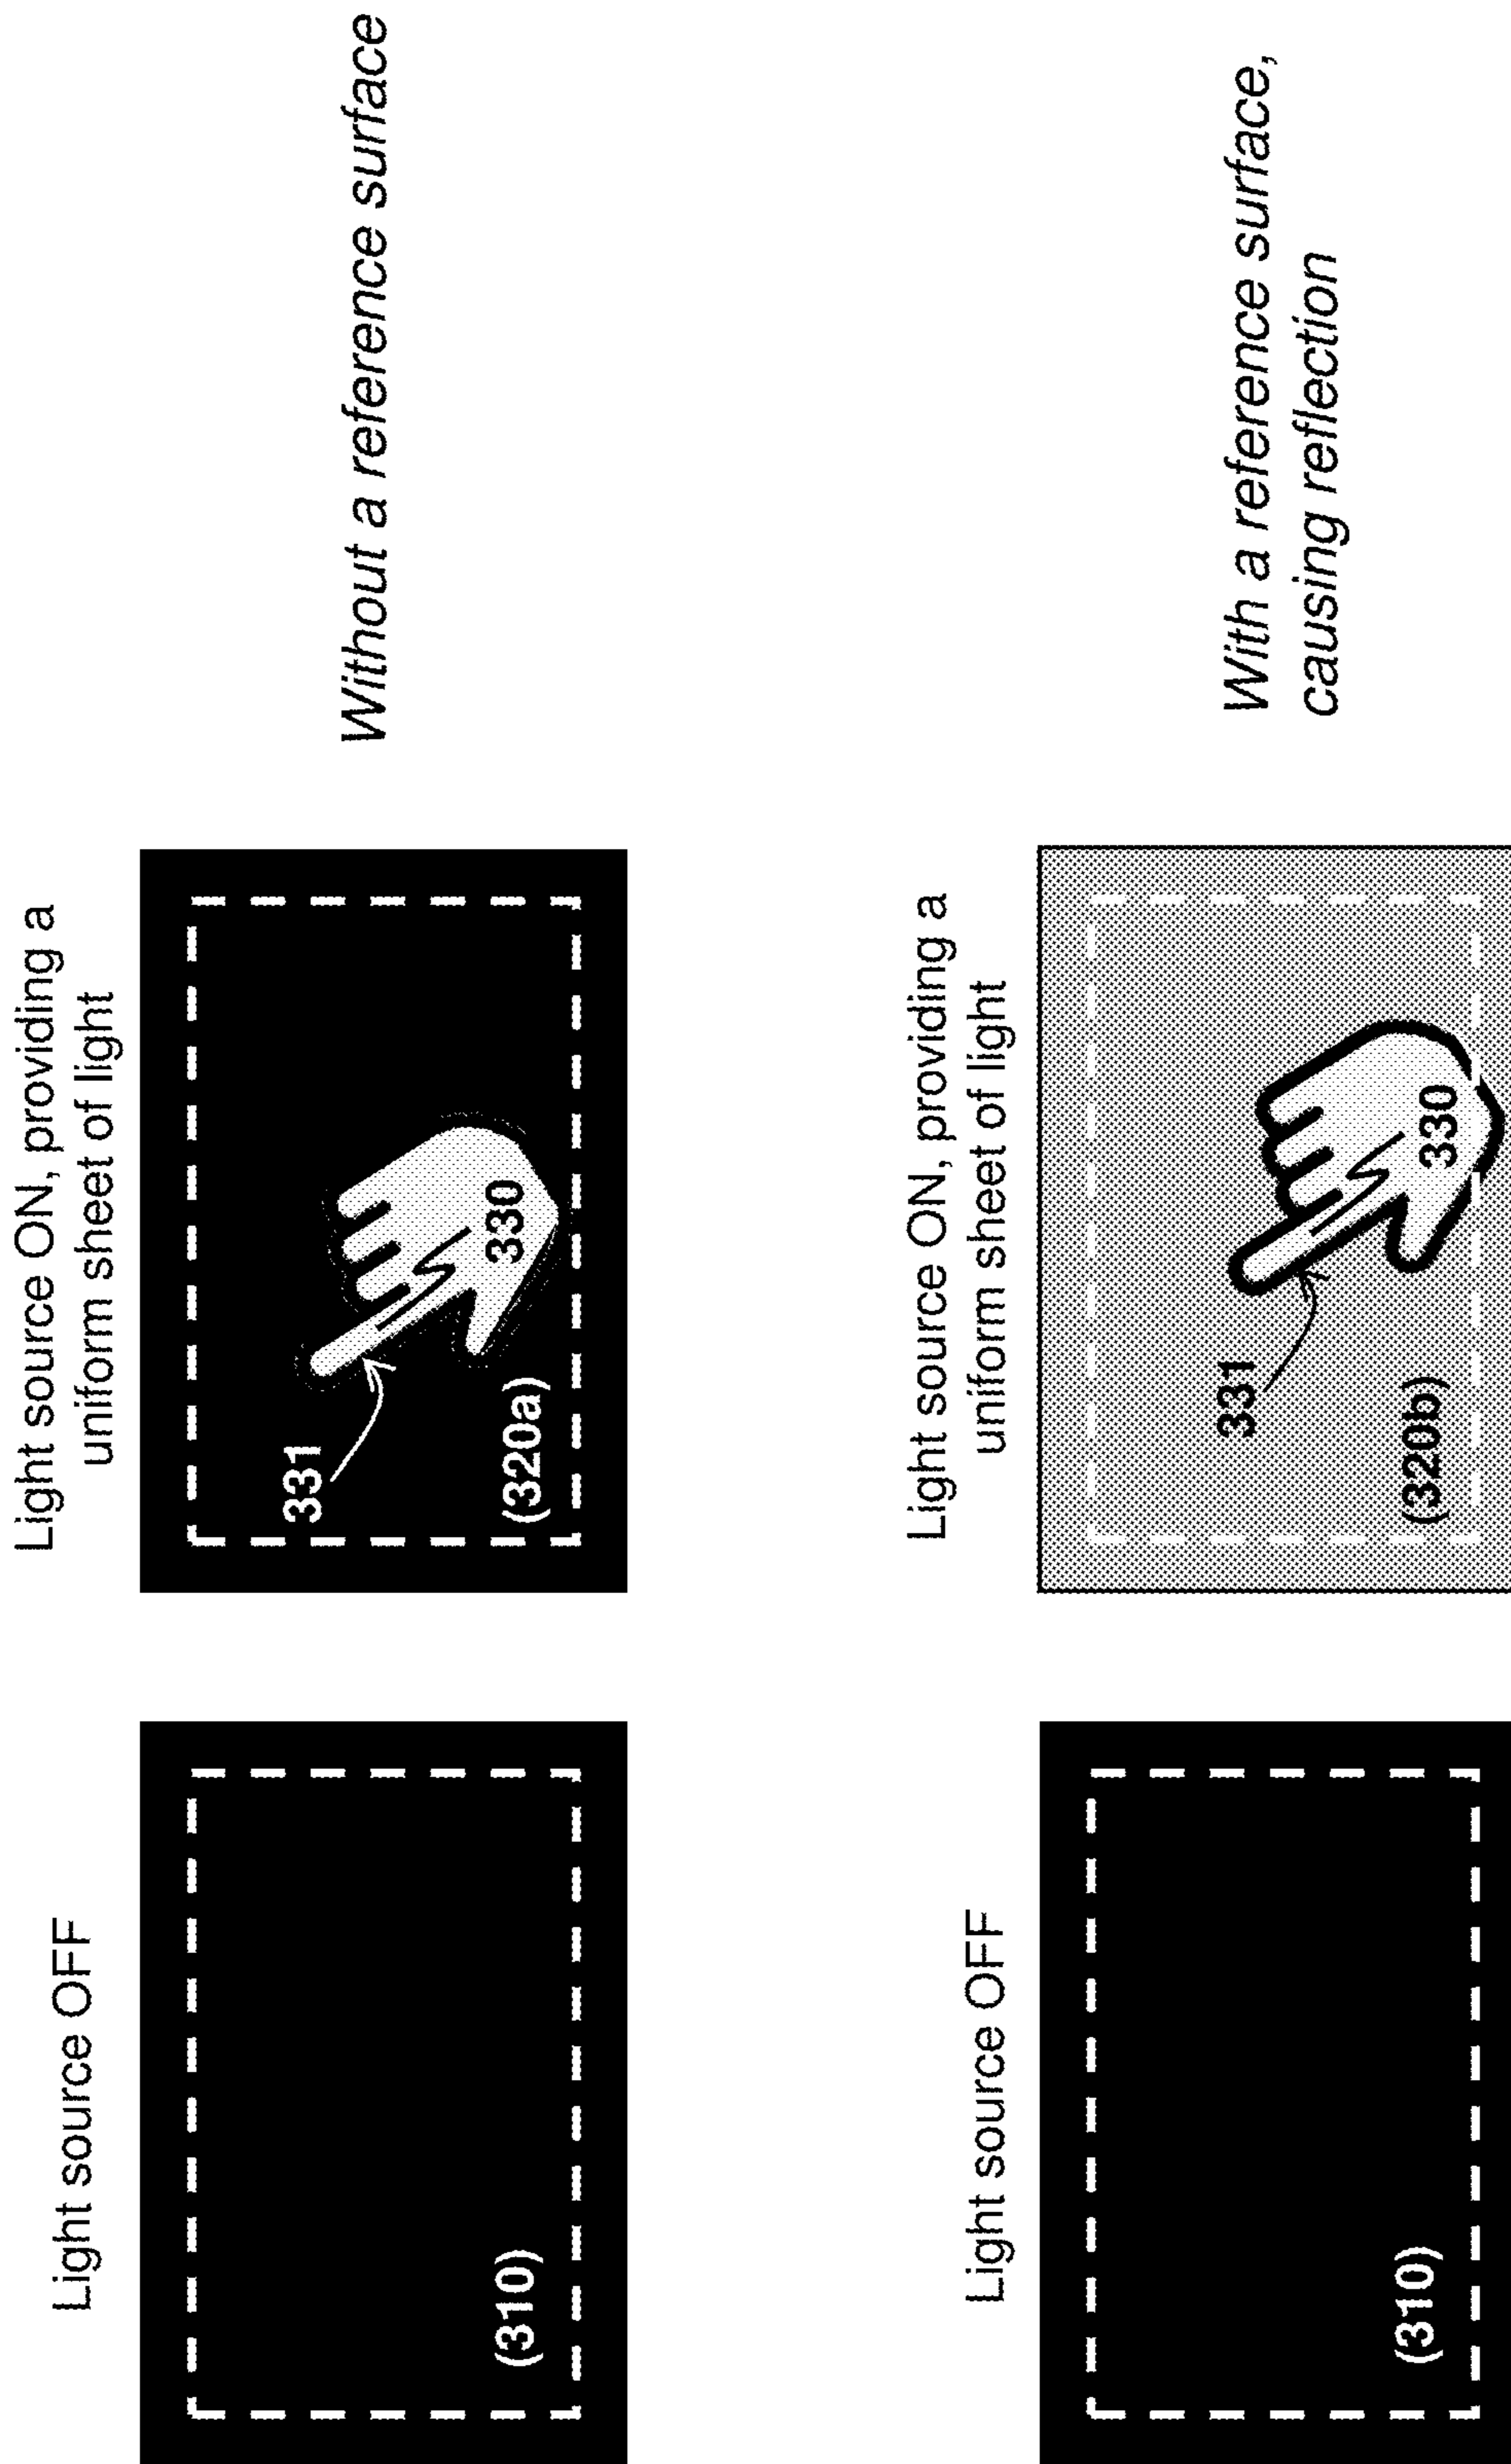 Light source OFF
Light source ON, providing a
uniform sheet of light
(310)
331
330
(320a)
Without a reference surface
Light source OFF
Light source ON, providing a
uniform sheet of light
(310)
331
330
(320b)
With a reference surface,
causing reflection